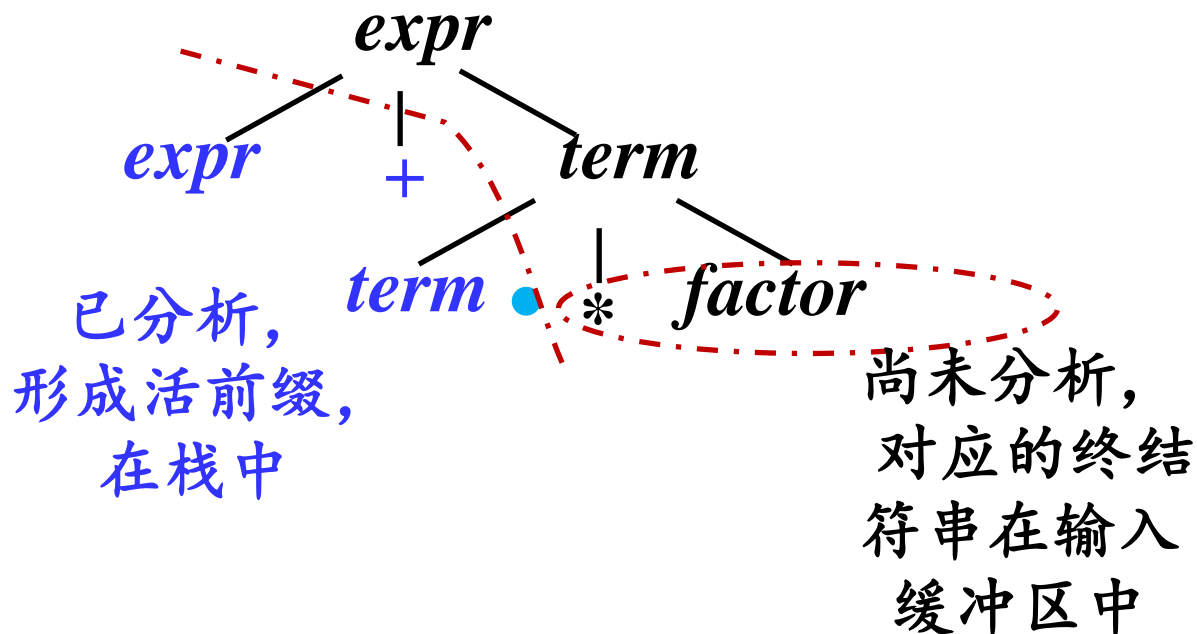 expr
expr + term
term * factor
已分析，
形成活前缀，
在栈中
尚未分析，
对应的终结
符串在输入
缓冲区中